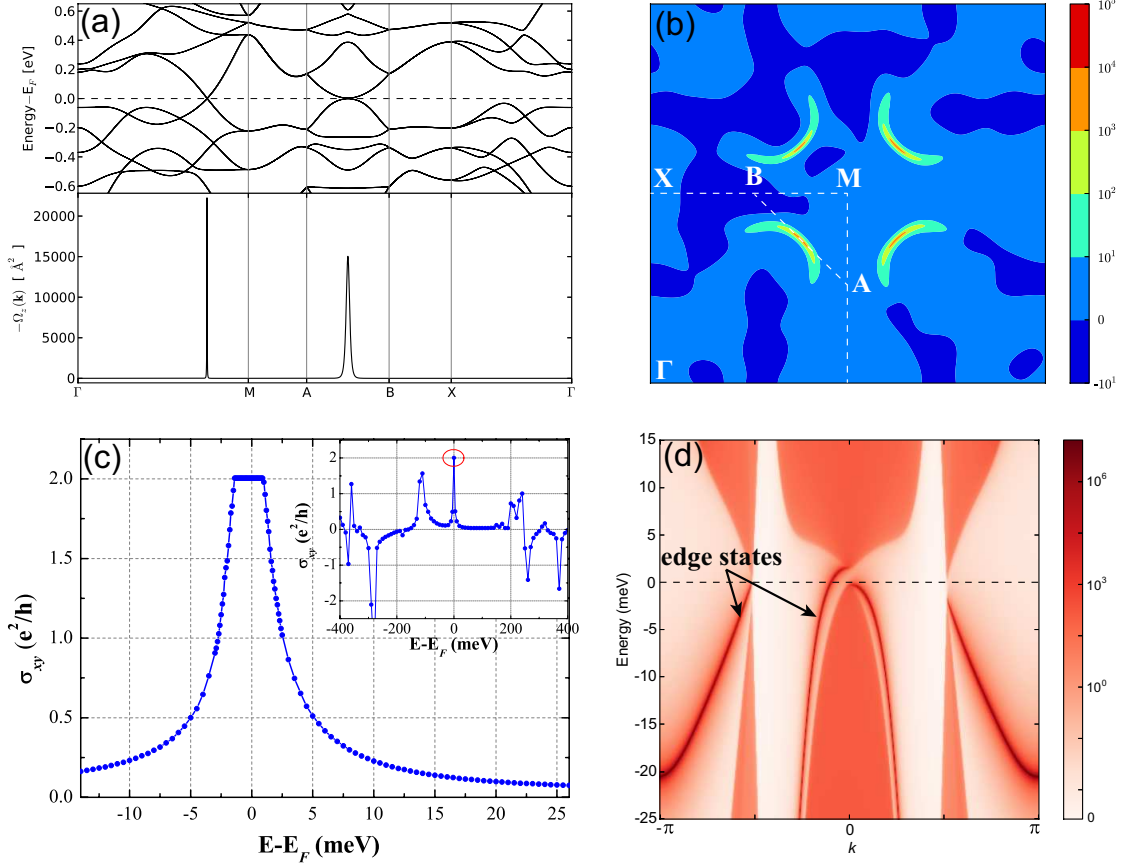 (a)
0.6
0.4
0.2
0.0
−0.2
−0.4
−0.6
Energy−E_F [eV]
20000
15000
10000
5000
0
−Ω_z(k) [Å²]
Γ M A B X Γ
(b)
X B M
A
Γ
10⁵
10⁴
10³
10²
10¹
0
-10¹
(c)
2.0
1.5
1.0
0.5
0.0
σ_xy (e²/h)
-10 -5 0 5 10 15 20 25
E-E_F (meV)
2
1
0
-1
-2
σ_xy (e²/h)
-400 -200 0 200 400
E-E_F (meV)
(d)
15
10
5
0
-5
-10
-15
-20
-25
Energy (meV)
edge states
-π 0 π
k
10⁶
10³
10⁰
0